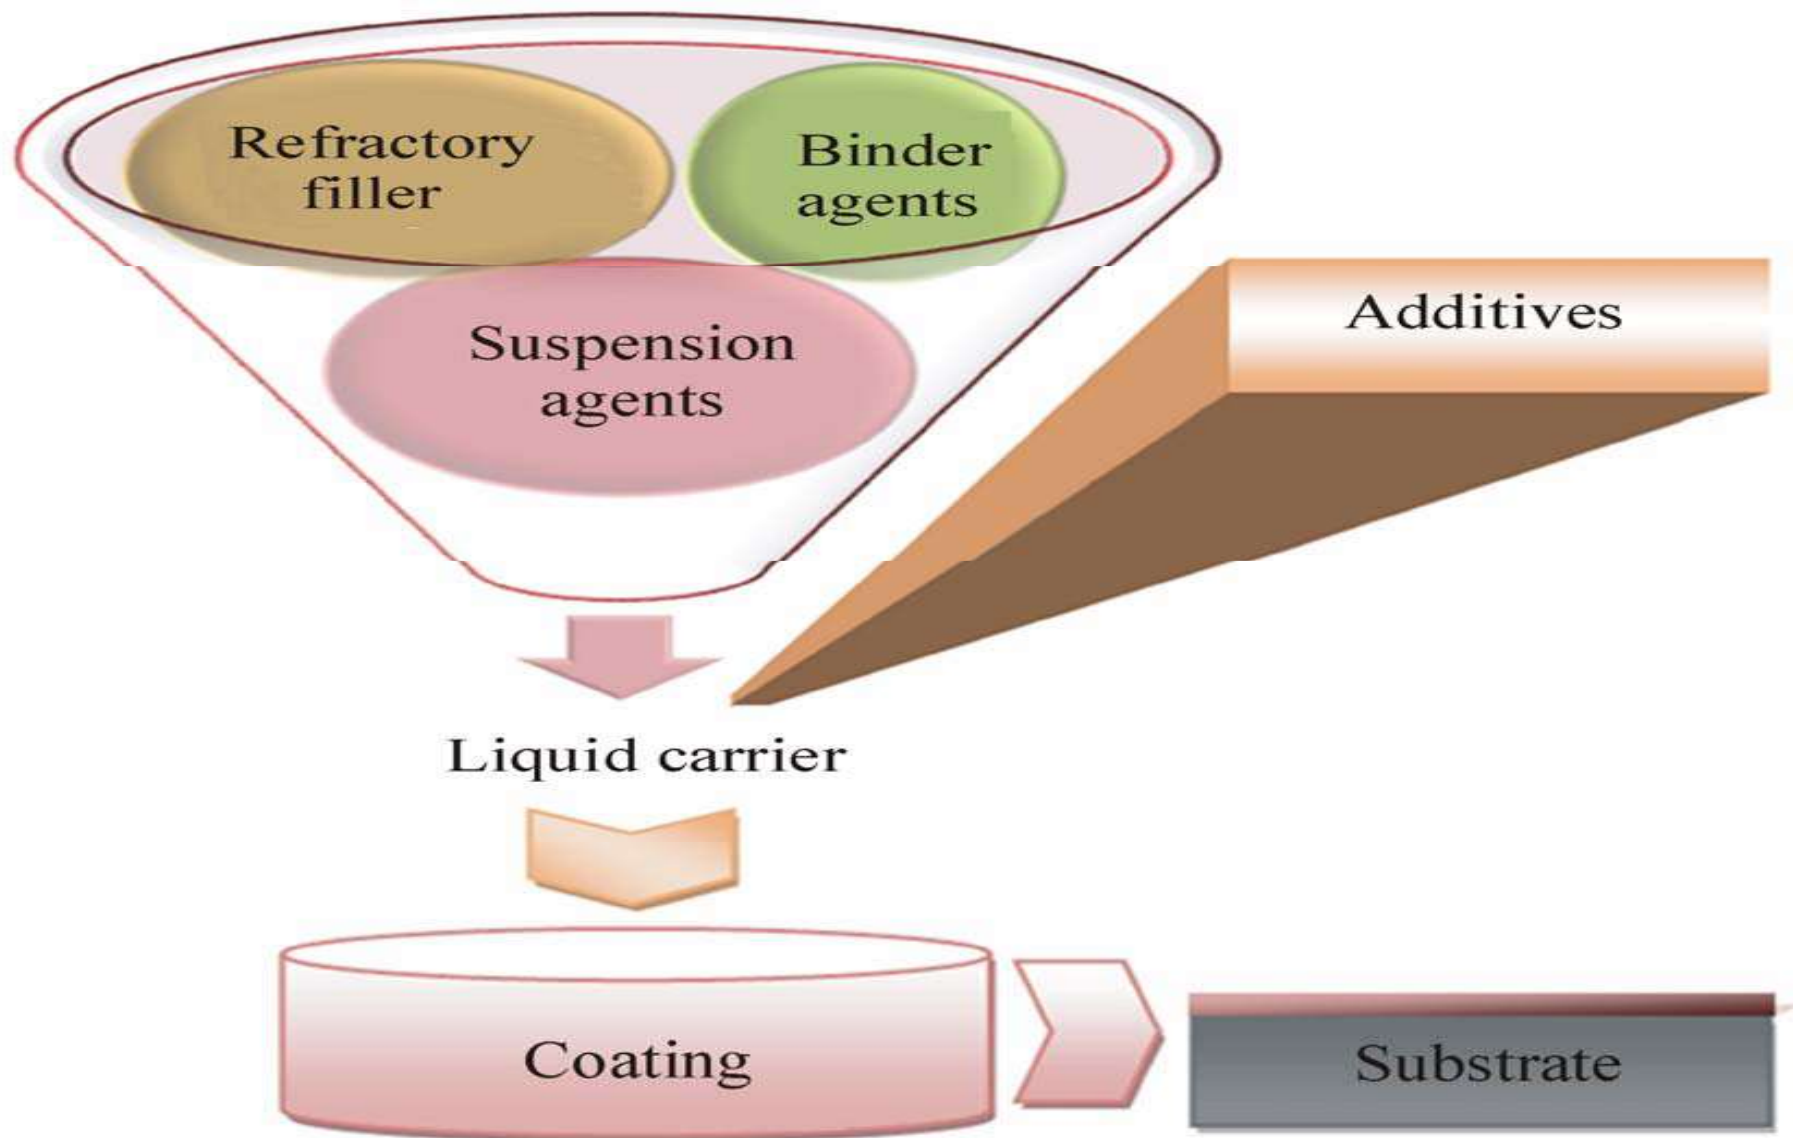 Refractory
filler
Binder
agents
Suspension
agents
Additives
Liquid carrier
Coating
Substrate